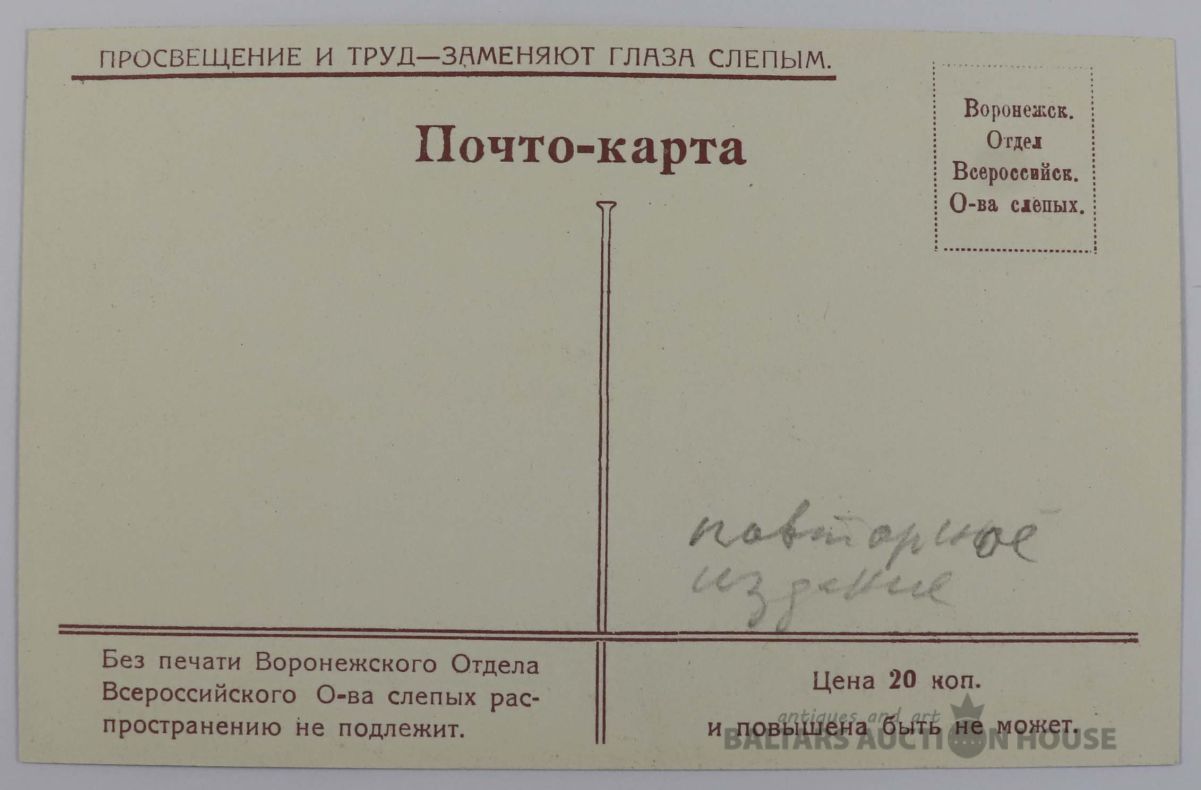 ПРОСВЕЩЕНИЕ И ТРУД—ЗАМЕНЯЮТ ГЛАЗА СЛЕПЫМ.
Почто-карта
Воронежск.
Отдел
Всероссийск.
О-ва слепых.
повторное
издание
Без печати Воронежского Отдела
Всероссийского О-ва слепых рас-
пространению не подлежит.
Цена 20 коп.
и повышена быть не может.
antiques and art
BALTARS AUCTION HOUSE